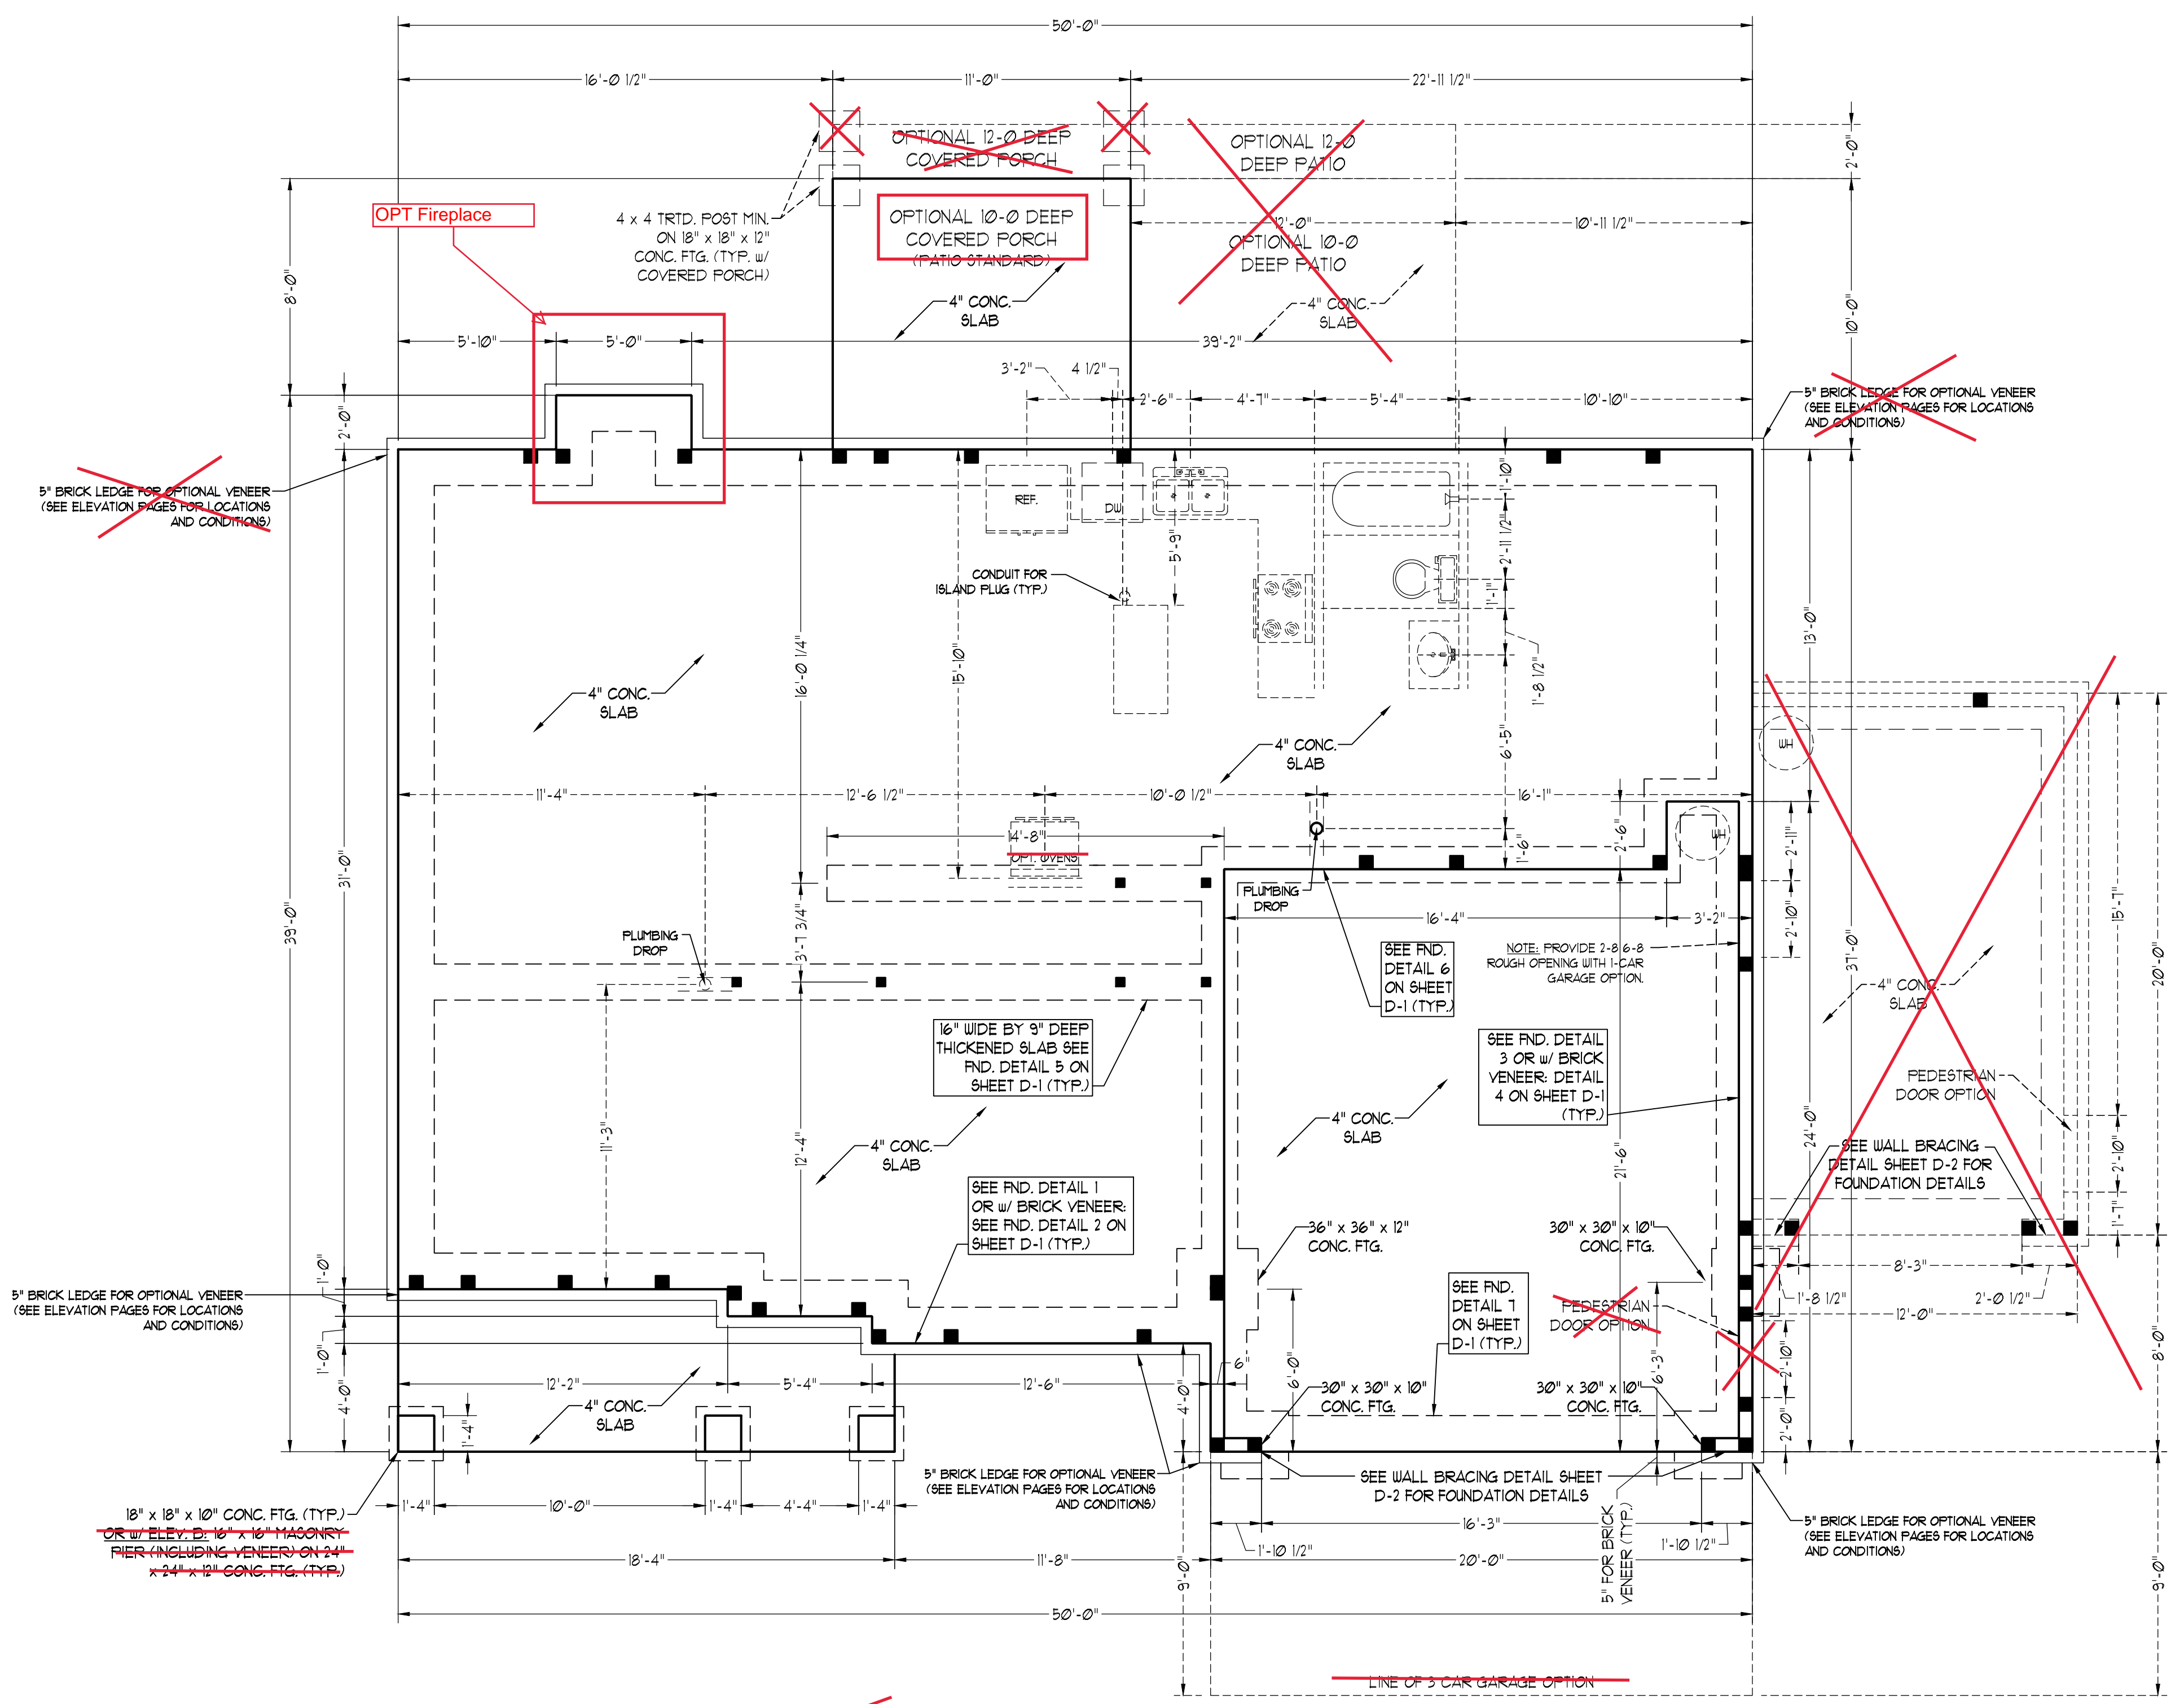 50'-0"
16'-0 1/2"
11'-0"
22'-11 1/2"
OPTIONAL 12-0 DEEP
COVERED PORCH
OPTIONAL 12-0
DEEP PATIO
2'-0"
OPT Fireplace
4 x 4 TRTD. POST MIN.
ON 18" x 18" x 12"
CONC. FTG. (TYP. w/
COVERED PORCH)
OPTIONAL 10-0 DEEP
COVERED PORCH
(PATIO STANDARD)
12'-0"
10'-11 1/2"
OPTIONAL 10-0
DEEP PATIO
8'-0"
4" CONC.
SLAB
4" CONC.
SLAB
10'-0"
5'-10"
5'-0"
39'-2"
3'-2"
4 1/2"
2'-6"
4'-7"
5'-4"
10'-10"
5" BRICK LEDGE FOR OPTIONAL VENEER
(SEE ELEVATION PAGES FOR LOCATIONS
AND CONDITIONS)
2'-0"
5" BRICK LEDGE FOR OPTIONAL VENEER
(SEE ELEVATION PAGES FOR LOCATIONS
AND CONDITIONS)
REF.
DW
1'-10"
2'-11 1/2"
5'-9"
CONDUIT FOR
ISLAND PLUG (TYP.)
1'-1"
1'-8 1/2"
13'-0"
16'-0 1/4"
15'-10"
4" CONC.
SLAB
6'-5"
4" CONC.
SLAB
WH
11'-4"
12'-6 1/2"
10'-0 1/2"
16'-1"
14'-8"
OPT. OVENS
2'-6"
1'-6"
WH
2'-11"
31'-0"
39'-0"
PLUMBING
DROP
16'-4"
3'-2"
2'-10"
15'-7"
20'-0"
37'-0"
3'-7 3/4"
PLUMBING
DROP
SEE FND.
DETAIL 6
ON SHEET
D-1 (TYP.)
NOTE: PROVIDE 2-8 6-8
ROUGH OPENING WITH 1-CAR
GARAGE OPTION.
4" CONC.
SLAB
16" WIDE BY 9" DEEP
THICKENED SLAB SEE
FND. DETAIL 5 ON
SHEET D-1 (TYP.)
SEE FND. DETAIL
3 OR w/ BRICK
VENEER: DETAIL
4 ON SHEET D-1
(TYP.)
PEDESTRIAN
DOOR OPTION
11'-3"
12'-4"
4" CONC.
SLAB
4" CONC.
SLAB
21'-6"
24'-0"
SEE WALL BRACING
DETAIL SHEET D-2 FOR
FOUNDATION DETAILS
2'-10"
1'-7"
SEE FND. DETAIL 1
OR w/ BRICK VENEER:
SEE FND. DETAIL 2 ON
SHEET D-1 (TYP.)
36" x 36" x 12"
CONC. FTG.
30" x 30" x 10"
CONC. FTG.
8'-3"
1'-8 1/2"
2'-0 1/2"
12'-0"
5" BRICK LEDGE FOR OPTIONAL VENEER
(SEE ELEVATION PAGES FOR LOCATIONS
AND CONDITIONS)
1'-0"
1'-0"
4'-0"
SEE FND.
DETAIL 7
ON SHEET
D-1 (TYP.)
PEDESTRIAN
DOOR OPTION
8'-0"
12'-2"
5'-4"
12'-6"
6"
6'-0"
6'-3"
2'-10"
4'-0"
4" CONC.
SLAB
30" x 30" x 10"
CONC. FTG.
30" x 30" x 10"
CONC. FTG.
1'-4"
2'-0"
5" BRICK LEDGE FOR OPTIONAL VENEER
(SEE ELEVATION PAGES FOR LOCATIONS
AND CONDITIONS)
SEE WALL BRACING DETAIL SHEET
D-2 FOR FOUNDATION DETAILS
18" x 18" x 10" CONC. FTG. (TYP.)
OR w/ ELEV. B: 16" x 16" MASONRY
PIER (INCLUDING VENEER) ON 24"
x 24" x 12" CONC. FTG. (TYP.)
1'-4"
10'-0"
1'-4"
4'-4"
1'-4"
16'-3"
1'-10 1/2"
1'-10 1/2"
5" FOR BRICK
VENEER (TYP.)
5" BRICK LEDGE FOR OPTIONAL VENEER
(SEE ELEVATION PAGES FOR LOCATIONS
AND CONDITIONS)
18'-4"
11'-8"
20'-0"
9'-0"
9'-0"
50'-0"
LINE OF 3 CAR GARAGE OPTION